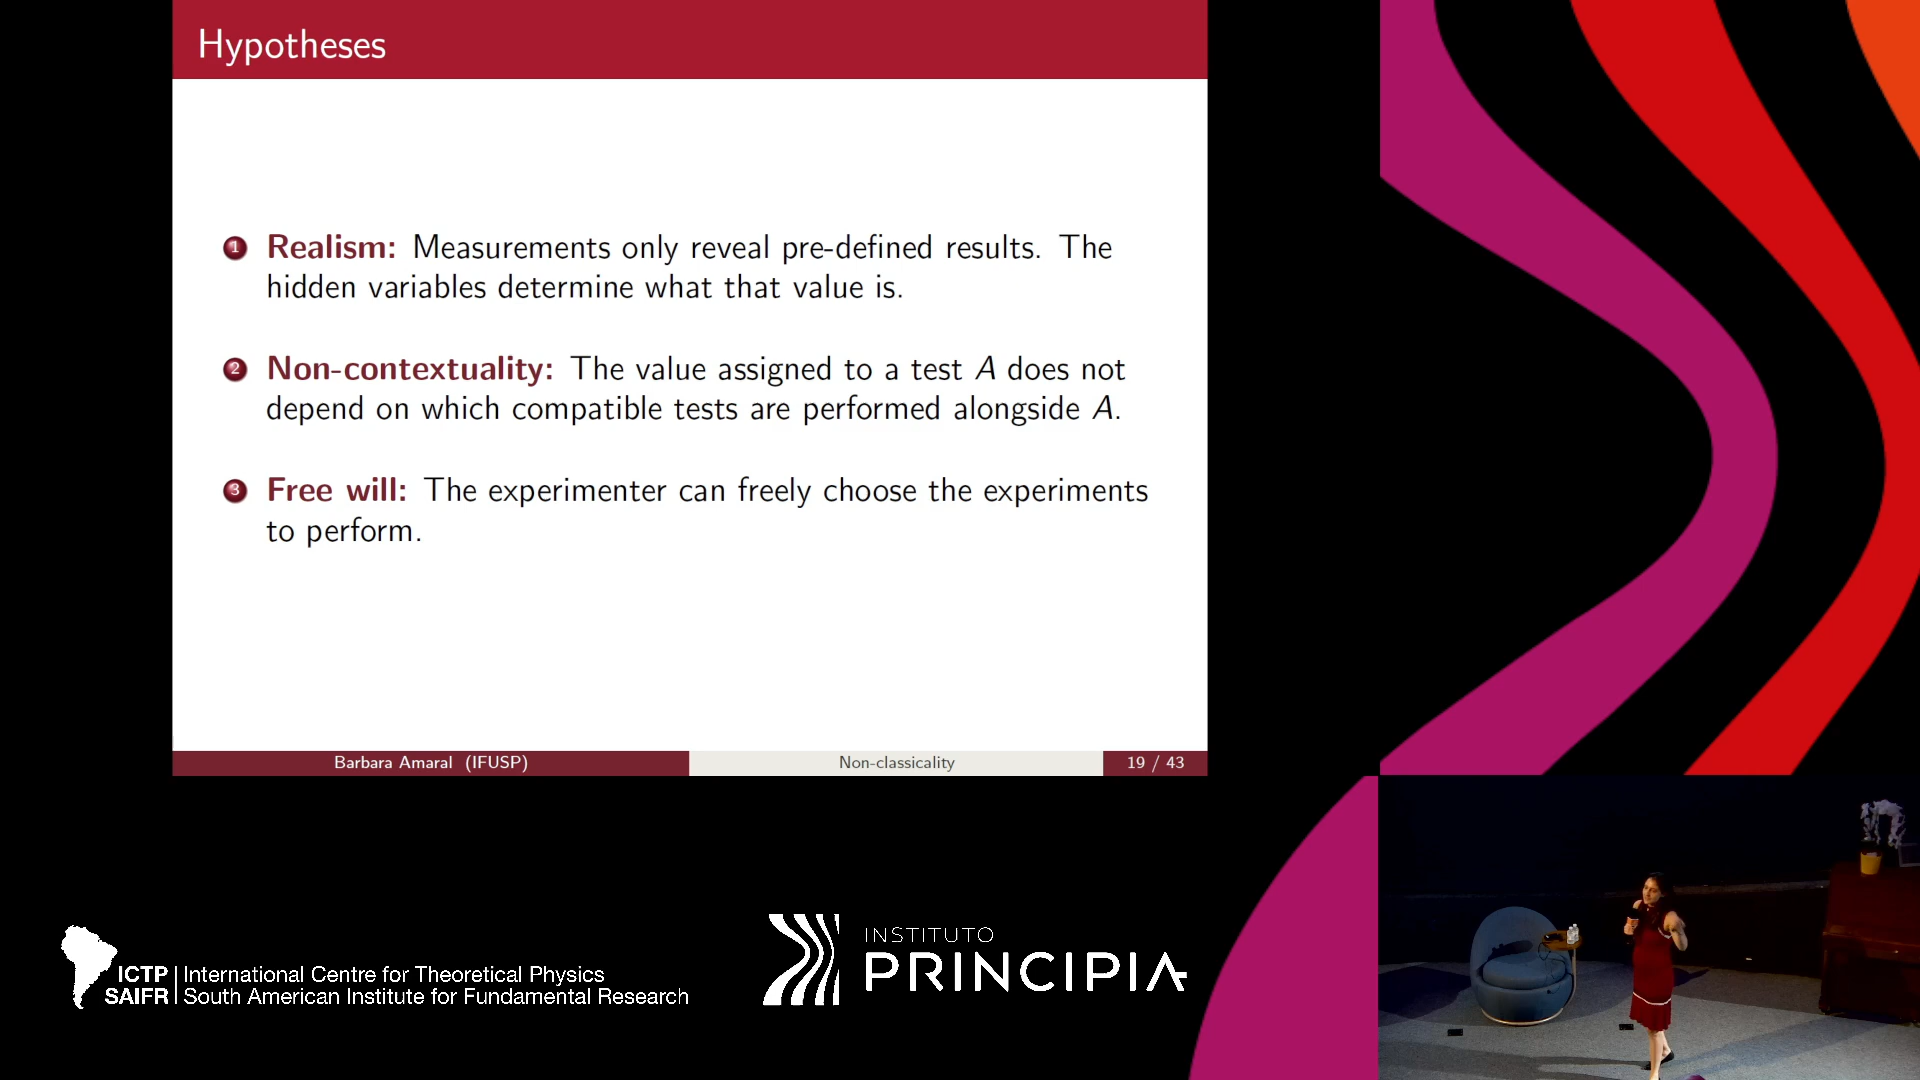 Hypotheses
1 Realism: Measurements only reveal pre-defined results. The
hidden variables determine what that value is.
2 Non-contextuality: The value assigned to a test A does not
depend on which compatible tests are performed alongside A.
3 Free will: The experimenter can freely choose the experiments
to perform.
Barbara Amaral (IFUSP)
Non-classicality
19 / 43
ICTP | International Centre for Theoretical Physics
SAIFR | South American Institute for Fundamental Research
INSTITUTO
PRINCIPIA